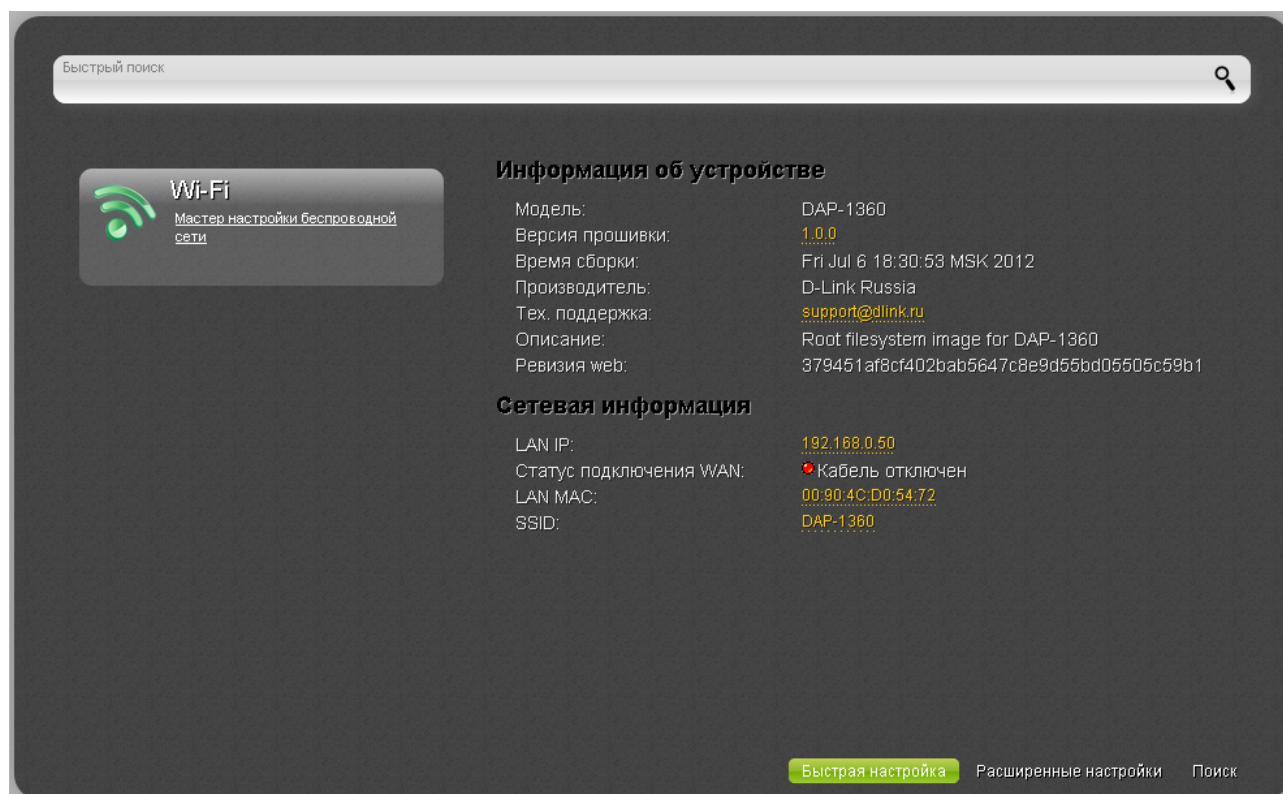 Быстрый поиск
Wi-Fi
Мастер настройки беспроводной
сети
Информация об устройстве
Модель: DAP-1360
Версия прошивки: 1.0.0
Время сборки: Fri Jul 6 18:30:53 MSK 2012
Производитель: D-Link Russia
Тех. поддержка: support@dlink.ru
Описание: Root filesystem image for DAP-1360
Ревизия web: 379451af8cf402bab5647c8e9d55bd05505c59b1
Сетевая информация
LAN IP: 192.168.0.50
Статус подключения WAN: Кабель отключен
LAN MAC: 00:90:4C:D0:54:72
SSID: DAP-1360
Быстрая настройка Расширенные настройки Поиск